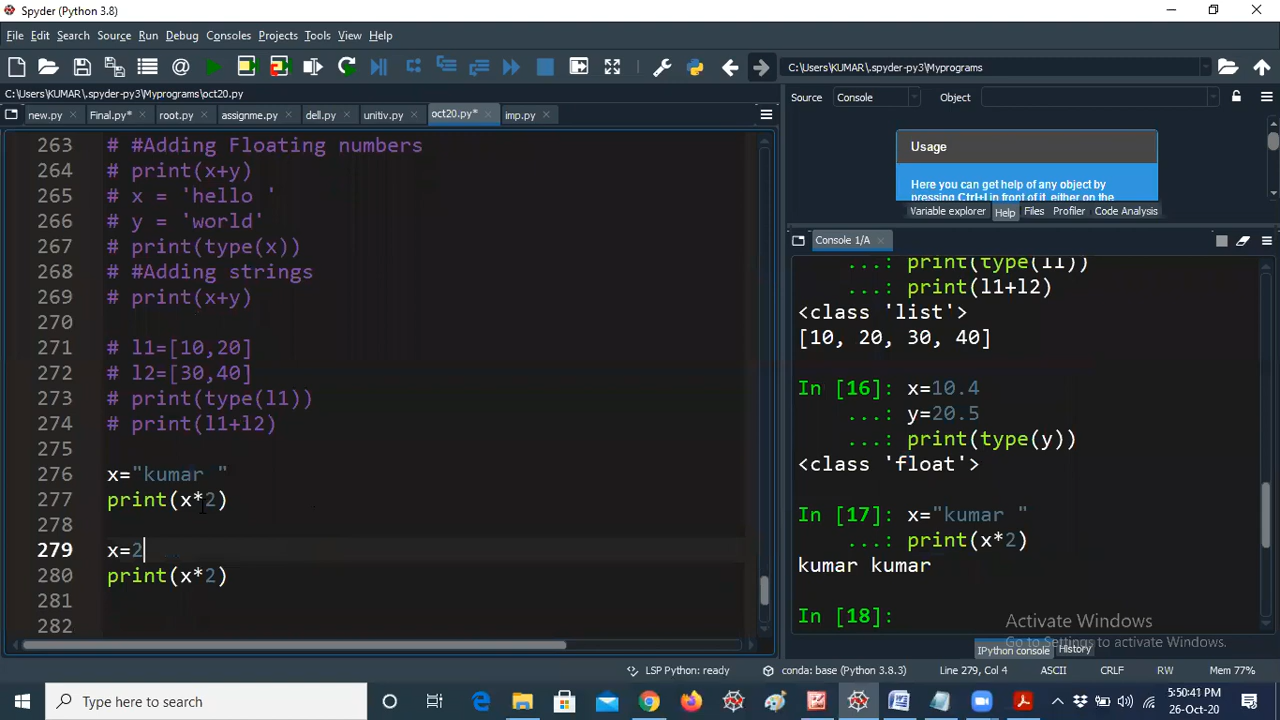 Spyder (Python 3.8)
File Edit Search Source Run Debug Consoles Projects Tools View Help
C:\Users\KUMAR\.spyder-py3\Myprograms
C:\Users\KUMAR\.spyder-py3\Myprograms\oct20.py
Source Console Object
new.py Final.py* root.py assignme.py dell.py unitiv.py oct20.py* imp.py
263 # #Adding Floating numbers
264 # print(x+y)
265 # x = 'hello '
266 # y = 'world'
267 # print(type(x))
268 # #Adding strings
269 # print(x+y)
270
271 # l1=[10,20]
272 # l2=[30,40]
273 # print(type(l1))
274 # print(l1+l2)
275
276 x="kumar "
277 print(x*2)
278
279 x=2
280 print(x*2)
281
282
Usage
Here you can get help of any object by
pressing Ctrl+I in front of it, either on the
Variable explorer Help Files Profiler Code Analysis
Console 1/A
...: print(type(l1))
...: print(l1+l2)
<class 'list'>
[10, 20, 30, 40]
In [16]: x=10.4
...: y=20.5
...: print(type(y))
<class 'float'>
In [17]: x="kumar "
...: print(x*2)
kumar kumar
In [18]:
Activate Windows
Go to Settings to activate Windows.
IPython console History
LSP Python: ready conda: base (Python 3.8.3) Line 279, Col 4 ASCII CRLF RW Mem 77%
Type here to search
5:50:41 PM
26-Oct-20